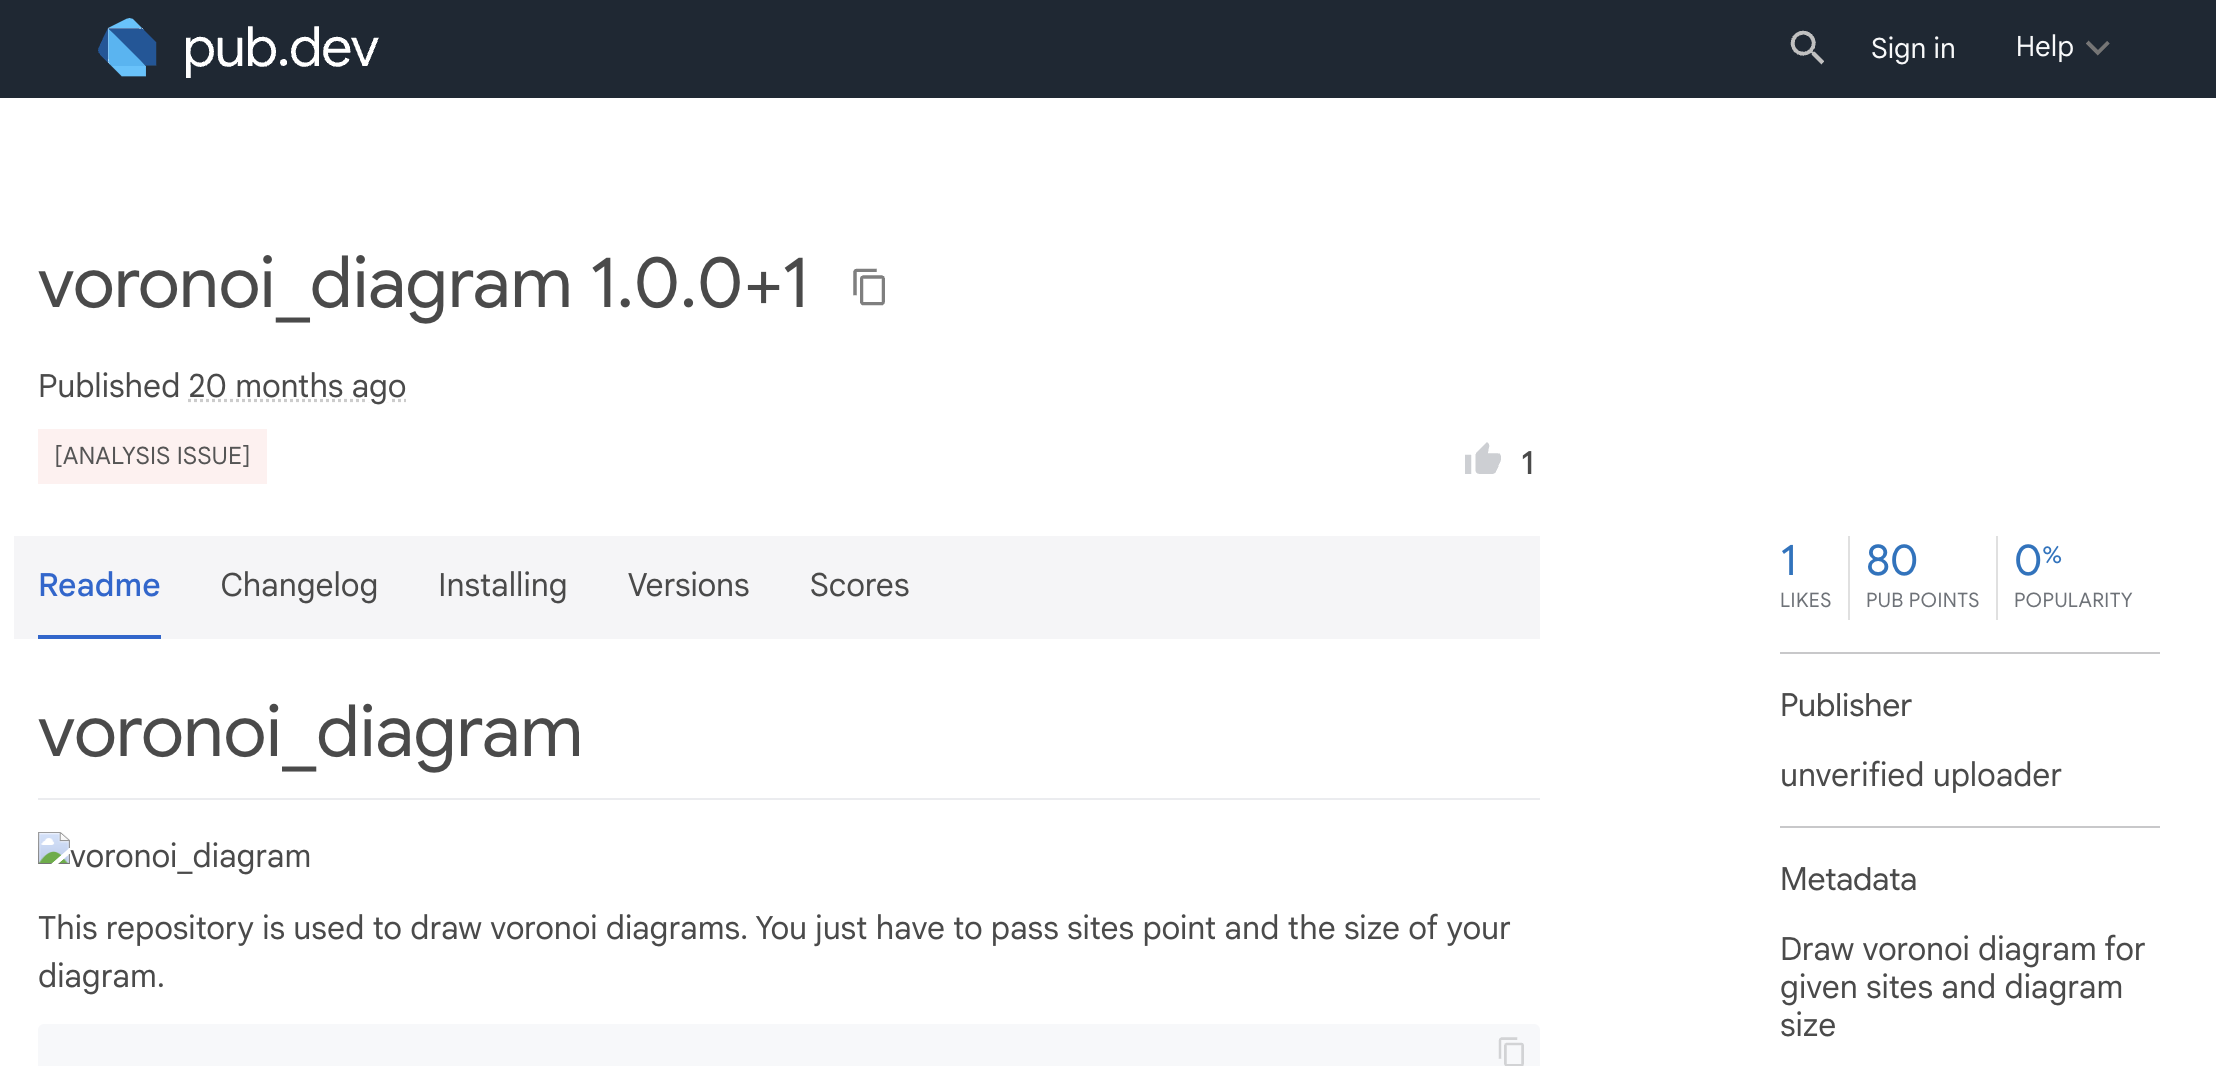 pub.dev
Sign in
Help
voronoi_diagram 1.0.0+1
Published 20 months ago
[ANALYSIS ISSUE]
1
Readme
Changelog
Installing
Versions
Scores
voronoi_diagram
voronoi_diagram
This repository is used to draw voronoi diagrams. You just have to pass sites point and the size of your
diagram.
1
LIKES
80
PUB POINTS
0%
POPULARITY
Publisher
unverified uploader
Metadata
Draw voronoi diagram for
given sites and diagram
size